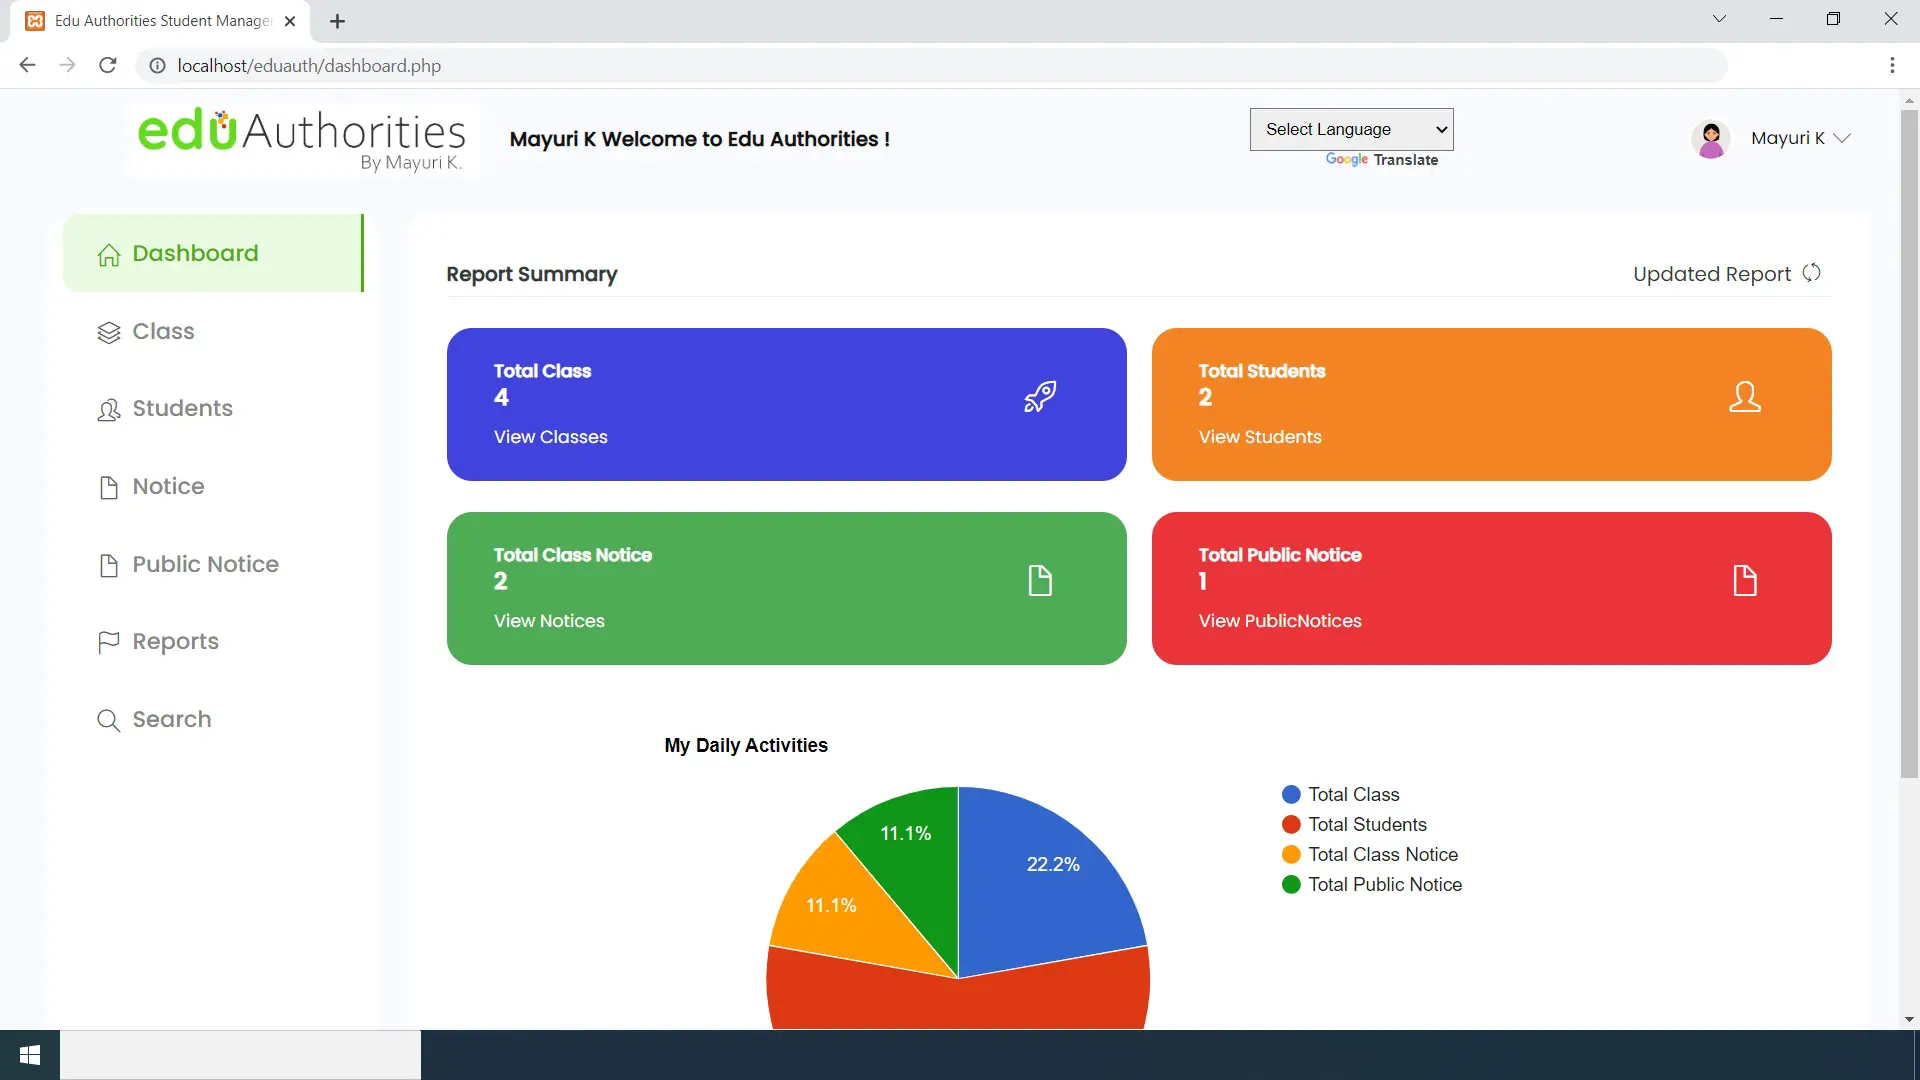 Edu Authorities Student Manage
localhost/eduauth/dashboard.php
eduAuthorities
By Mayuri K.
Mayuri K Welcome to Edu Authorities !
Select Language
Google Translate
Mayuri K
Dashboard
Class
Students
Notice
Public Notice
Reports
Search
Report Summary
Updated Report
Total Class
4
View Classes
Total Students
2
View Students
Total Class Notice
2
View Notices
Total Public Notice
1
View PublicNotices
My Daily Activities
11.1%
22.2%
11.1%
Total Class
Total Students
Total Class Notice
Total Public Notice